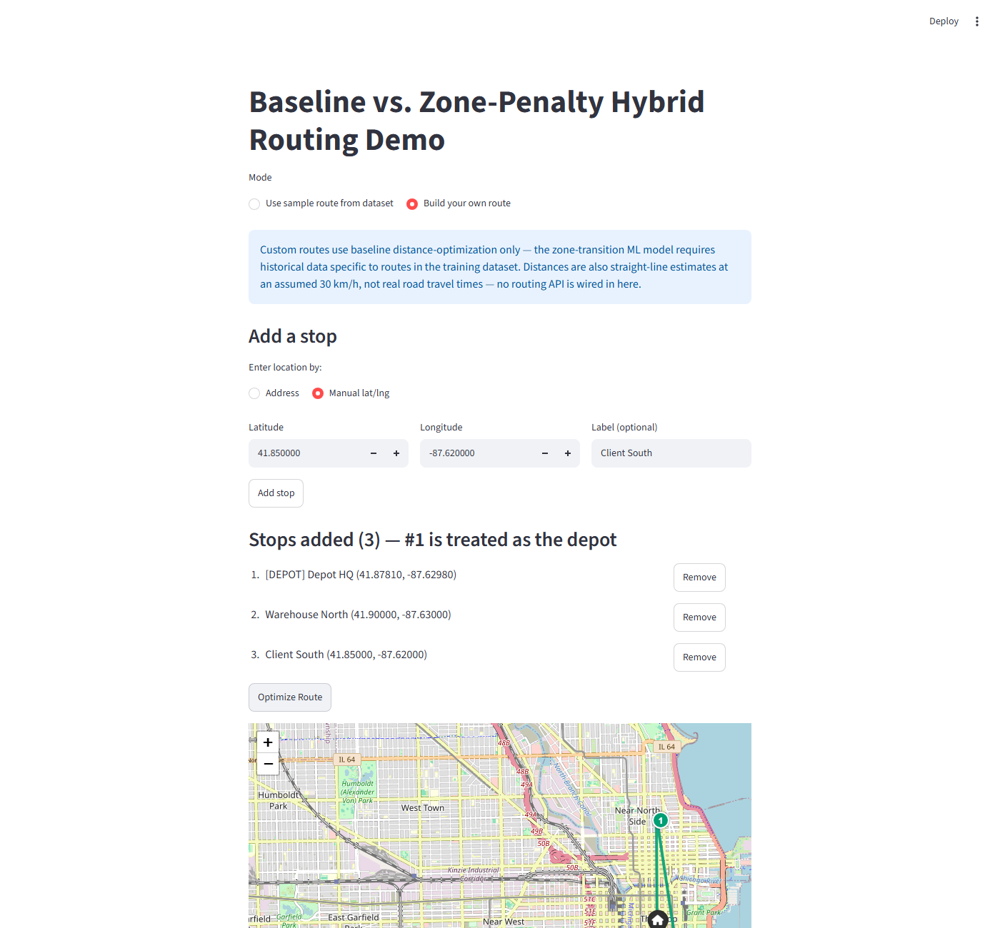 Deploy
Baseline vs. Zone-Penalty Hybrid
Routing Demo
Mode
Use sample route from dataset
Build your own route
Custom routes use baseline distance-optimization only — the zone-transition ML model requires
historical data specific to routes in the training dataset. Distances are also straight-line estimates at
an assumed 30 km/h, not real road travel times — no routing API is wired in here.
Add a stop
Enter location by:
Address
Manual lat/lng
Latitude
Longitude
Label (optional)
41.850000
-87.620000
Client South
Add stop
Stops added (3) — #1 is treated as the depot
1. [DEPOT] Depot HQ (41.87810, -87.62980)
Remove
2. Warehouse North (41.90000, -87.63000)
Remove
3. Client South (41.85000, -87.62000)
Remove
Optimize Route
+
−
IL 64
IL 64
48B
48B
49A
49A
49B
50B
50B
51C
51E
51F
Humboldt
Park
Humboldt
(Alexander
Von) Park
West Town
North Branch Canal
Near North
Side
1
Kinzie Industrial
Corridor
Chicago River
Garfield
Park
East Garfield
Near West
Grant Park